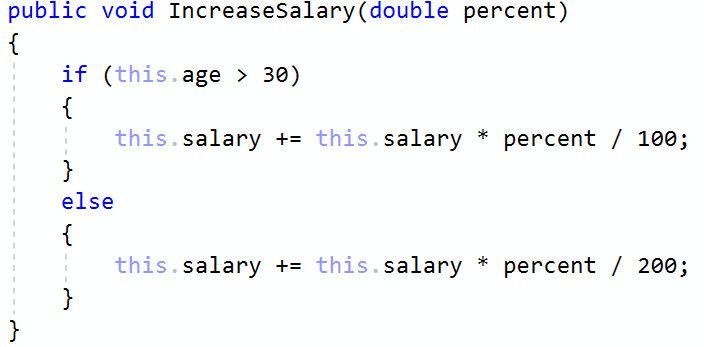 public void IncreaseSalary(double percent)
{
    if (this.age > 30)
    {
        this.salary += this.salary * percent / 100;
    }
    else
    {
        this.salary += this.salary * percent / 200;
    }
}